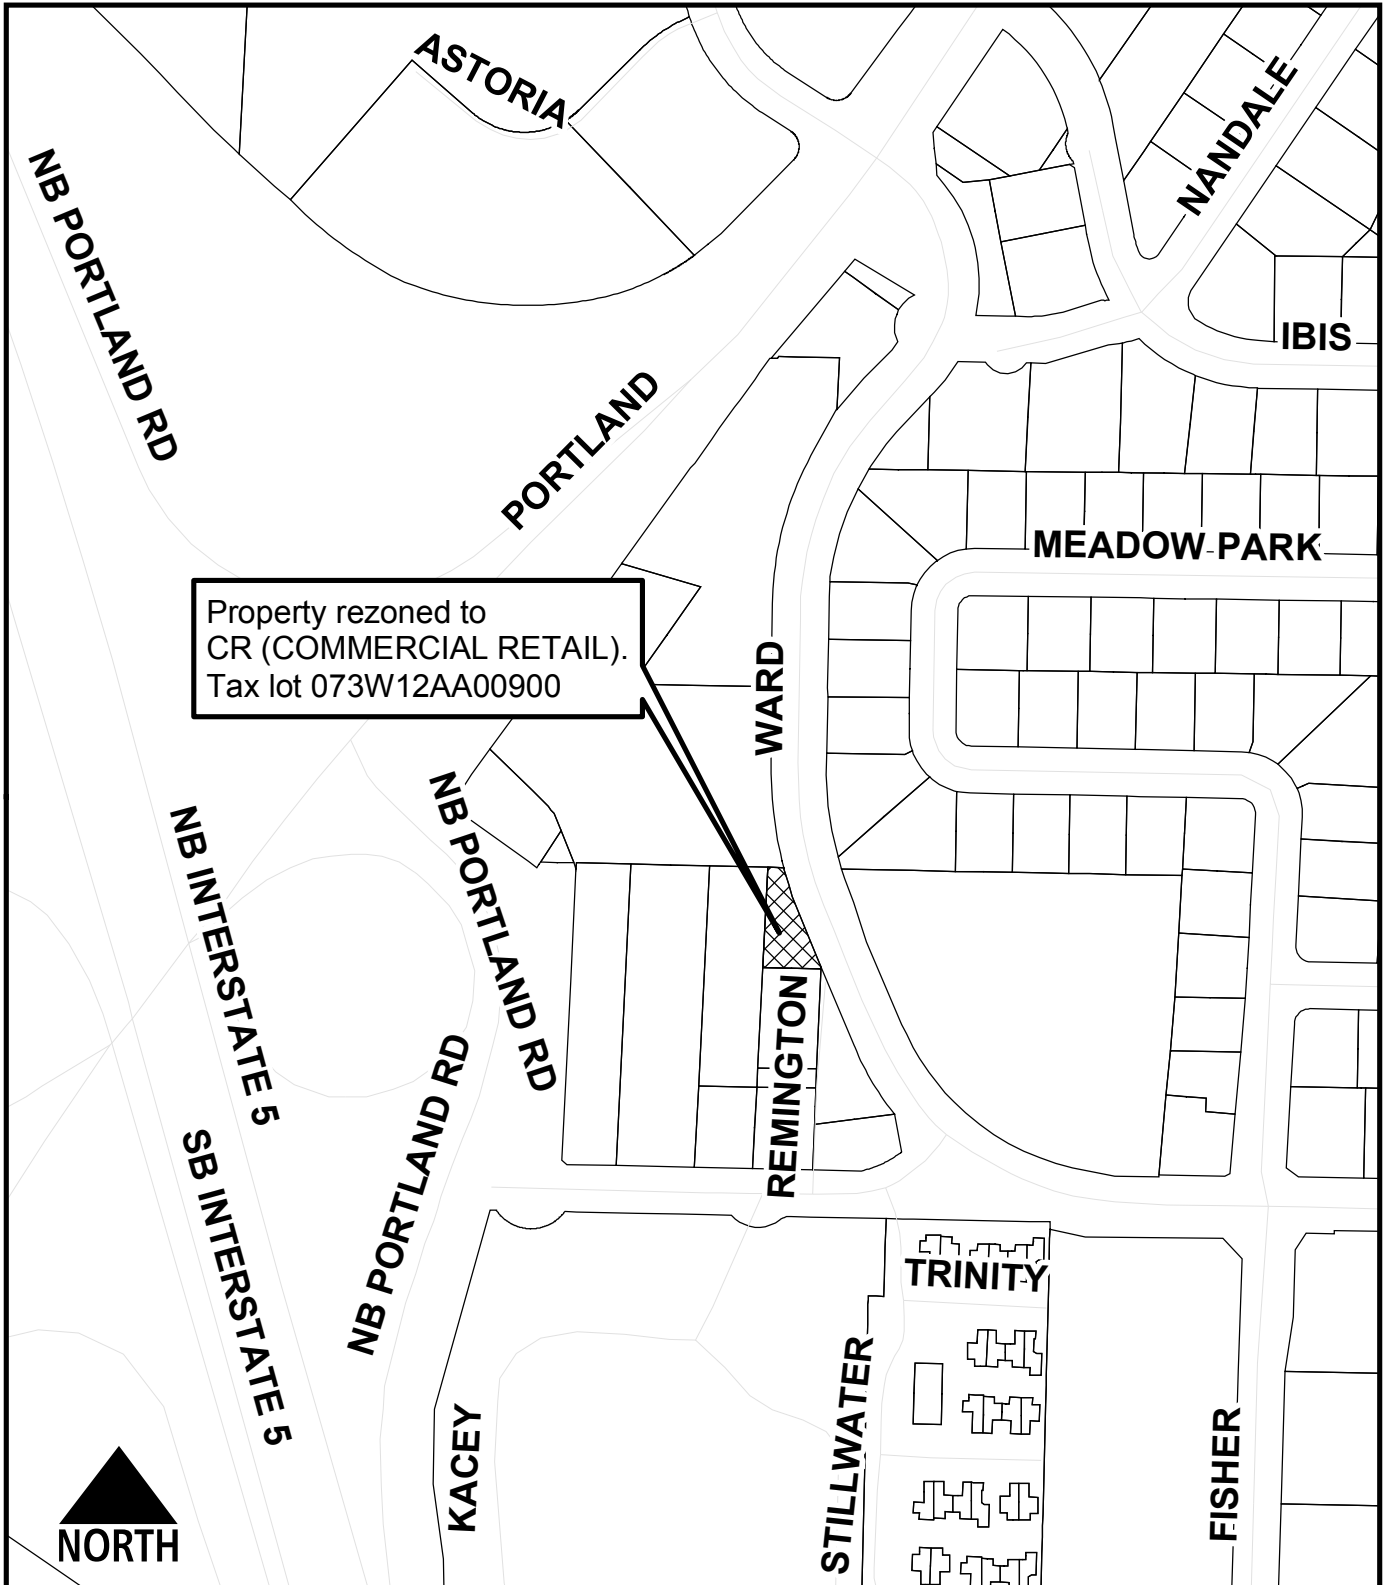 ASTORIA
NANDALE
NB PORTLAND RD
IBIS
PORTLAND
MEADOW PARK
Property rezoned to
CR (COMMERCIAL RETAIL).
Tax lot 073W12AA00900
WARD
NB PORTLAND RD
NB INTERSTATE 5
REMINGTON
NB PORTLAND RD
SB INTERSTATE 5
TRINITY
STILLWATER
KACEY
FISHER
NORTH